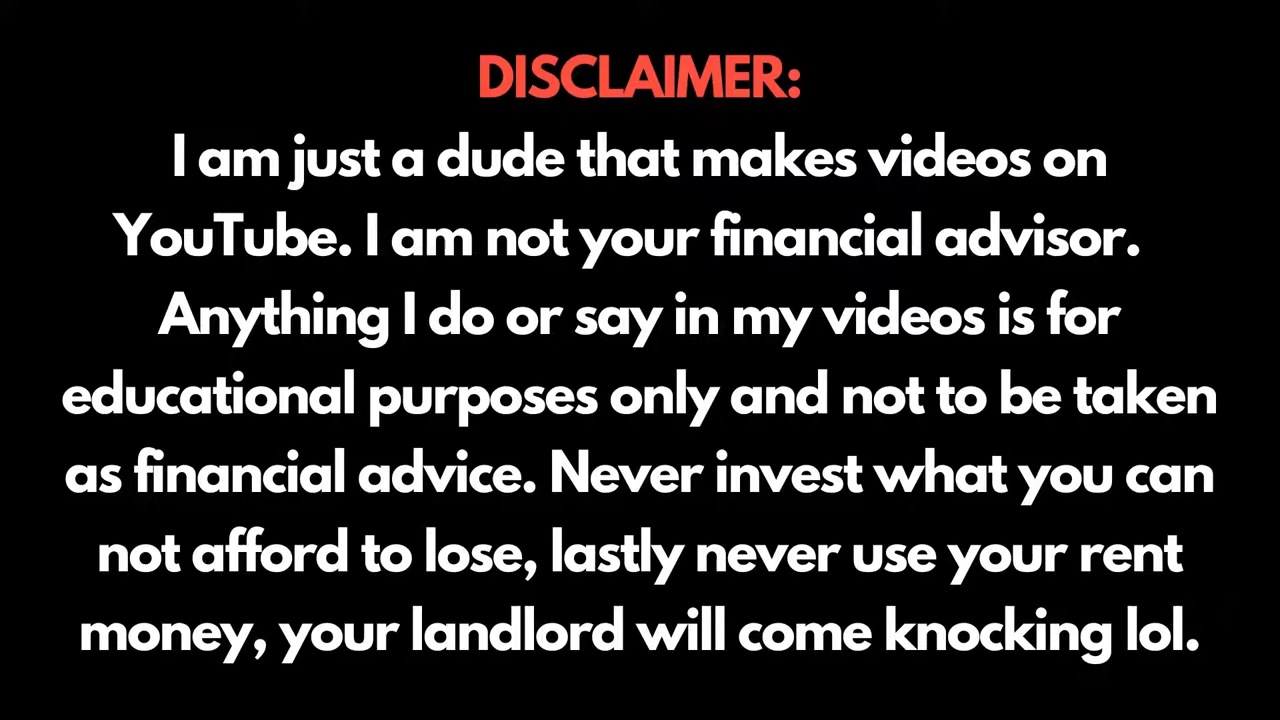 DISCLAIMER:
I am just a dude that makes videos on
YouTube. I am not your financial advisor.
Anything I do or say in my videos is for
educational purposes only and not to be taken
as financial advice. Never invest what you can
not afford to lose, lastly never use your rent
money, your landlord will come knocking lol.